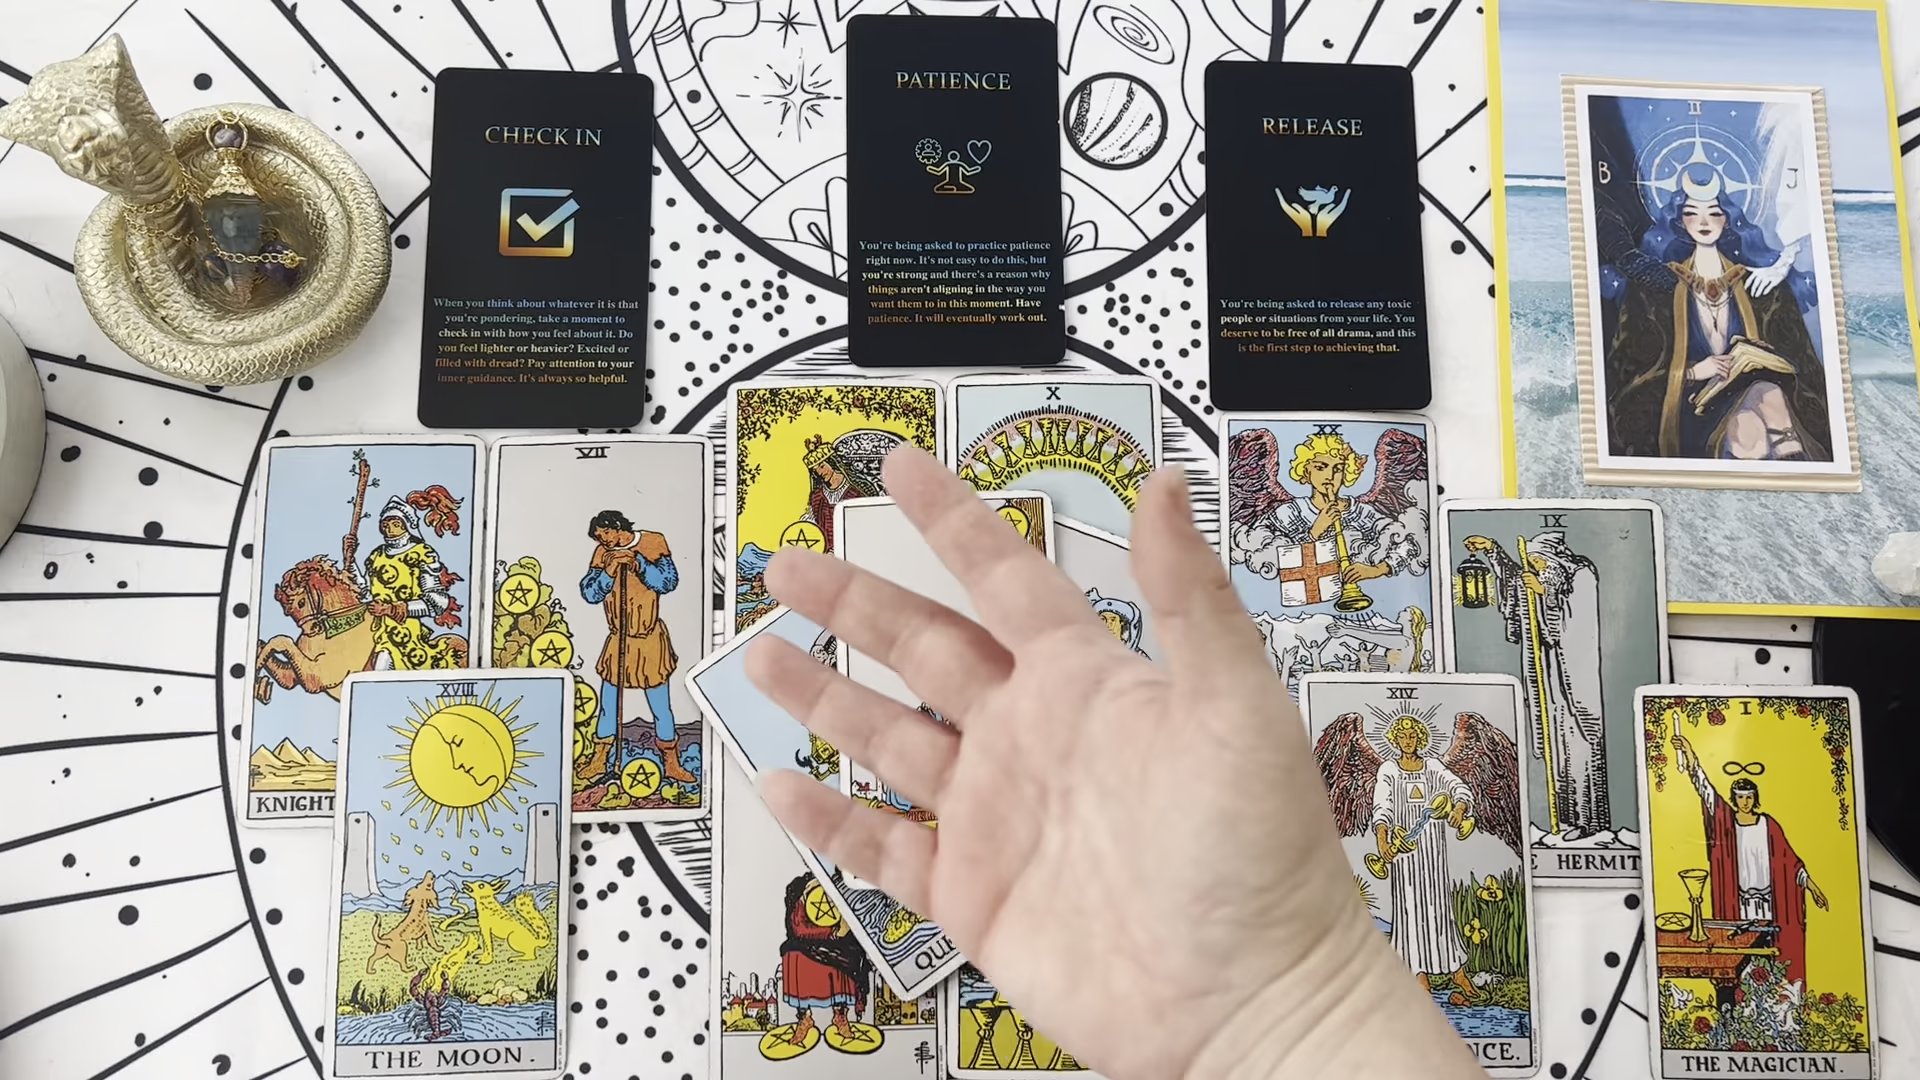 CHECK IN
When you think about whatever it is that
you're pondering, take a moment to
check in with how you feel about it. Do
you feel lighter or heavier? Excited or
filled with dread? Pay attention to your
inner guidance. It's always so helpful.
PATIENCE
You're being asked to practice patience
right now. It's not easy to do this, but
you're strong and there's a reason why
things aren't aligning in the way you
want them to in this moment. Have
patience. It will eventually work out.
RELEASE
You're being asked to release any toxic
people or situations from your life. You
deserve to be free of all drama, and this
is the first step to achieving that.
II
B
J
VII
X
XX
IX
KNIGHT
XVIII
THE MOON.
QU
XIV
NCE.
E HERMIT
I
THE MAGICIAN.